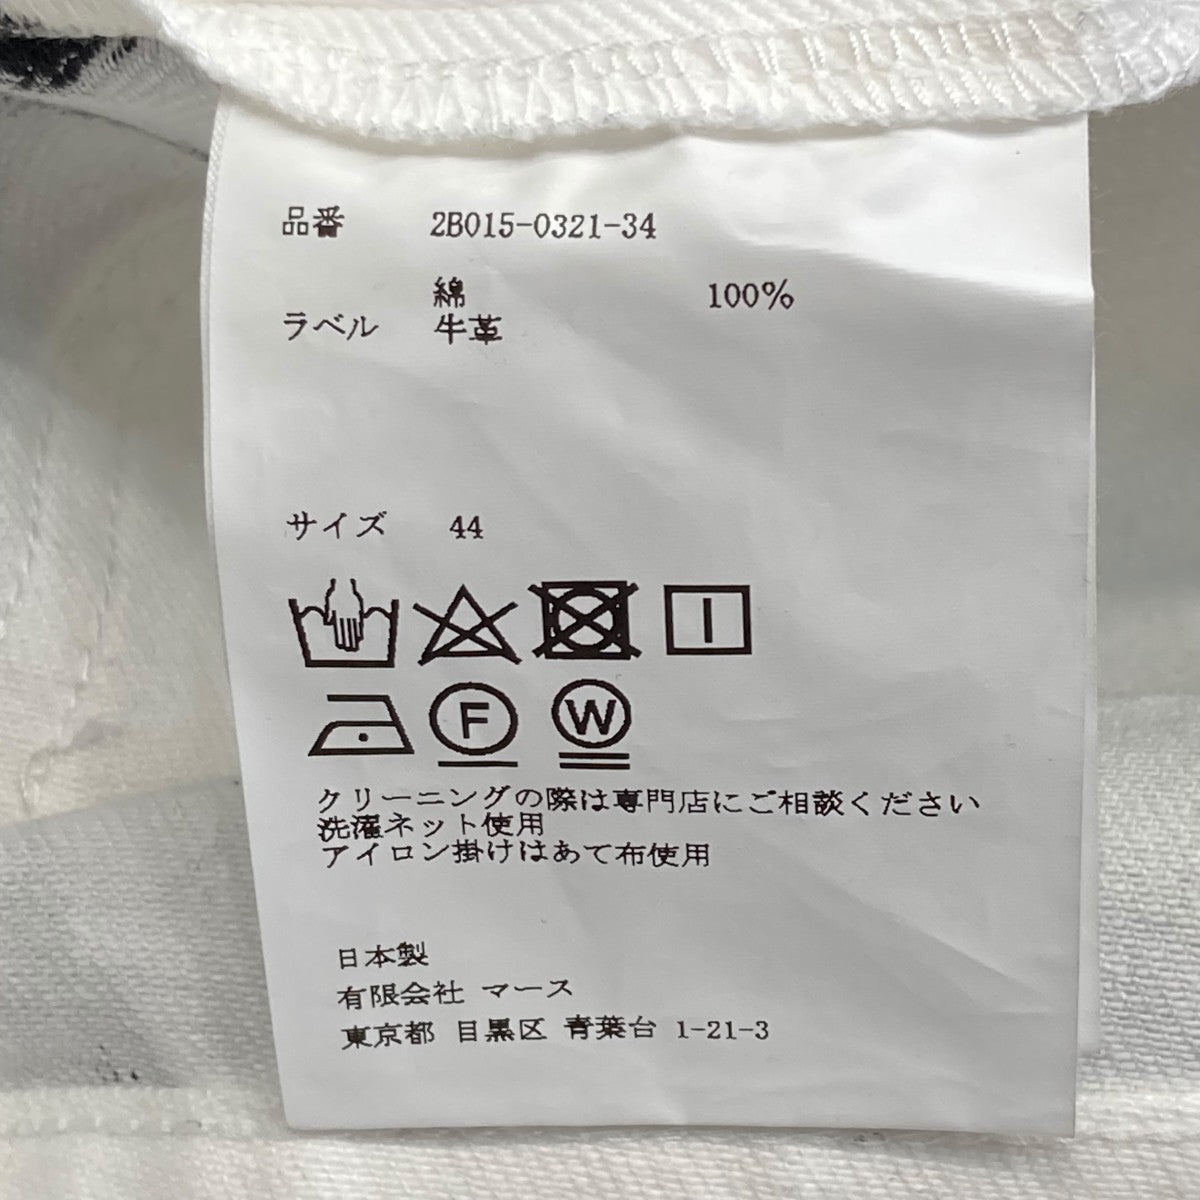 品番 2B015-0321-34
綿 100%
ラベル 牛革
サイズ 44
F W
クリーニングの際は専門店にご相談ください
洗濯ネット使用
アイロン掛けはあて布使用
日本製
有限会社 マース
東京都 目黒区 青葉台 1-21-3